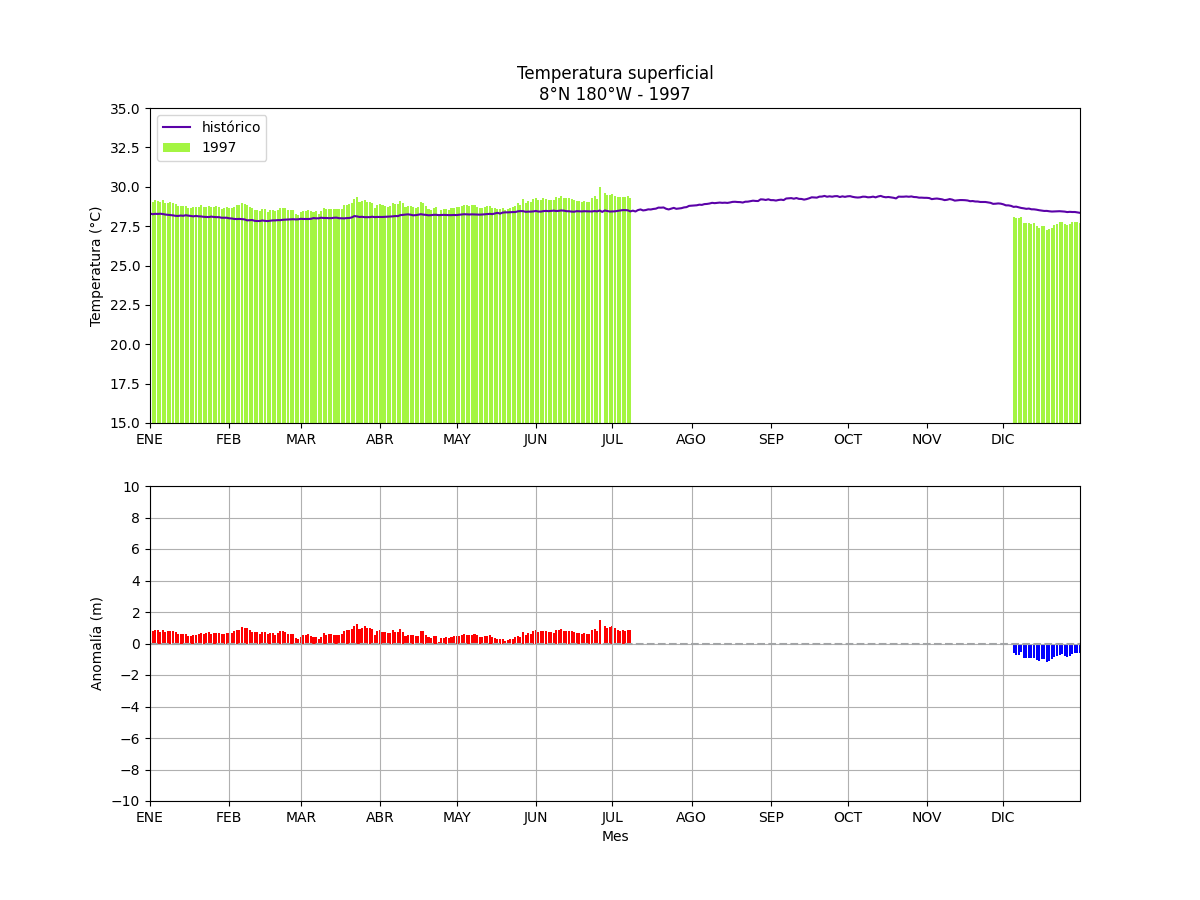 Temperatura superficial
8°N 180°W - 1997
histórico
1997
Temperatura (°C)
35.0
32.5
30.0
27.5
25.0
22.5
20.0
17.5
15.0
ENE FEB MAR ABR MAY JUN JUL AGO SEP OCT NOV DIC
Anomalía (m)
10
8
6
4
2
0
−2
−4
−6
−8
−10
ENE FEB MAR ABR MAY JUN JUL AGO SEP OCT NOV DIC
Mes